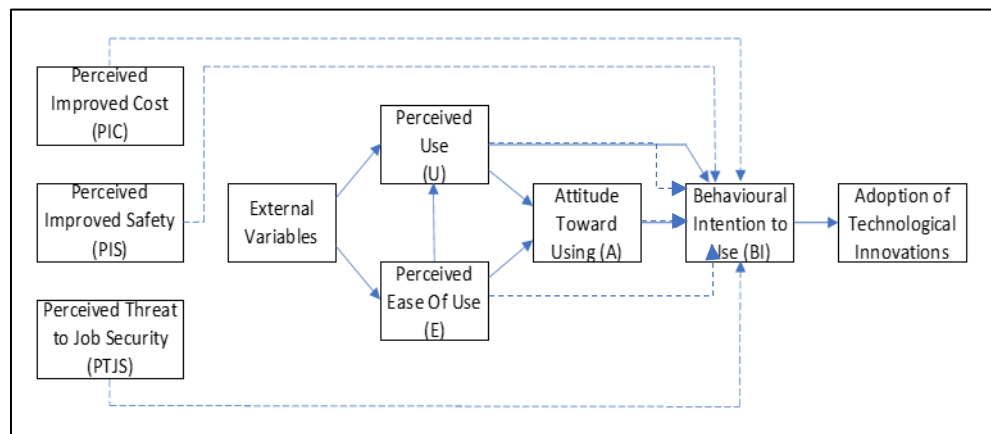 Perceived
Improved Cost
(PIC)
Perceived
Improved Safety
(PIS)
Perceived Threat
to Job Security
(PTJS)
External
Variables
Perceived
Use
(U)
Perceived
Ease Of Use
(E)
Attitude
Toward
Using (A)
Behavioural
Intention to
Use (BI)
Adoption of
Technological
Innovations